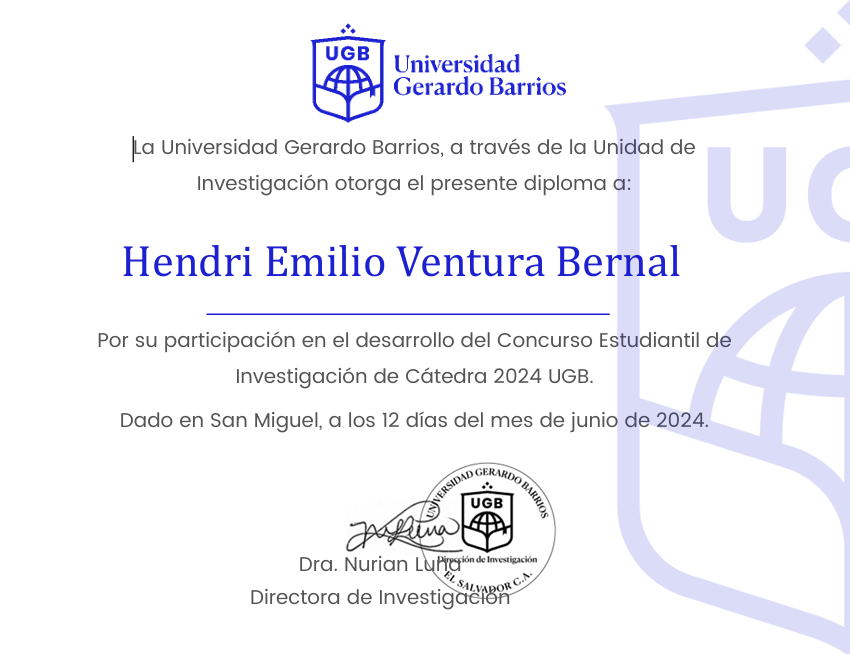 UGB
Universidad
Gerardo Barrios
La Universidad Gerardo Barrios, a través de la Unidad de
Investigación otorga el presente diploma a:
Hendri Emilio Ventura Bernal
Por su participación en el desarrollo del Concurso Estudiantil de
Investigación de Cátedra 2024 UGB.
Dado en San Miguel, a los 12 días del mes de junio de 2024.
UNIVERSIDAD GERARDO BARRIOS
UGB
Dirección de Investigación
EL SALVADOR C.A.
Dra. Nurian Luna
Directora de Investigación